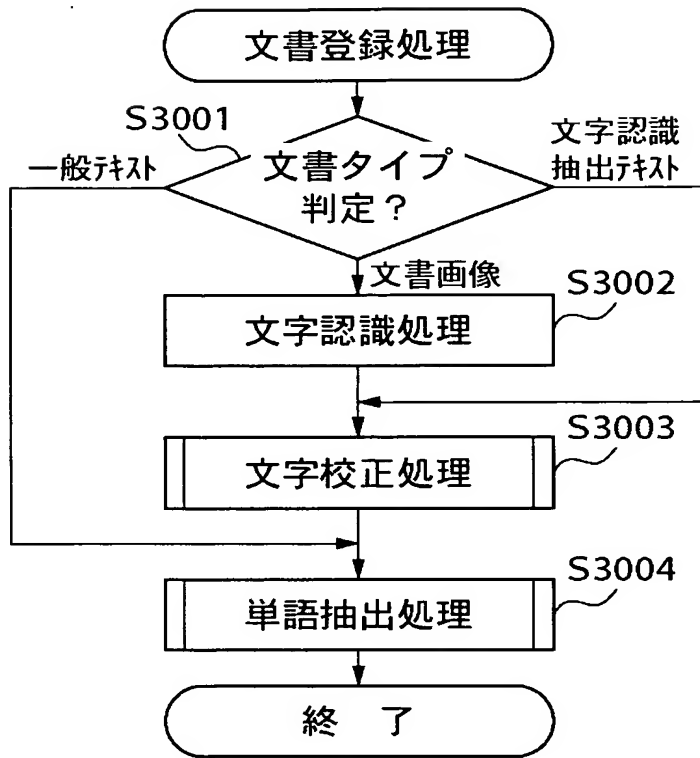 文書登録処理
S3001
一般テキスト
文書タイプ
判定？
文字認識
抽出テキスト
文書画像
S3002
文字認識処理
S3003
文字校正処理
S3004
単語抽出処理
終 了